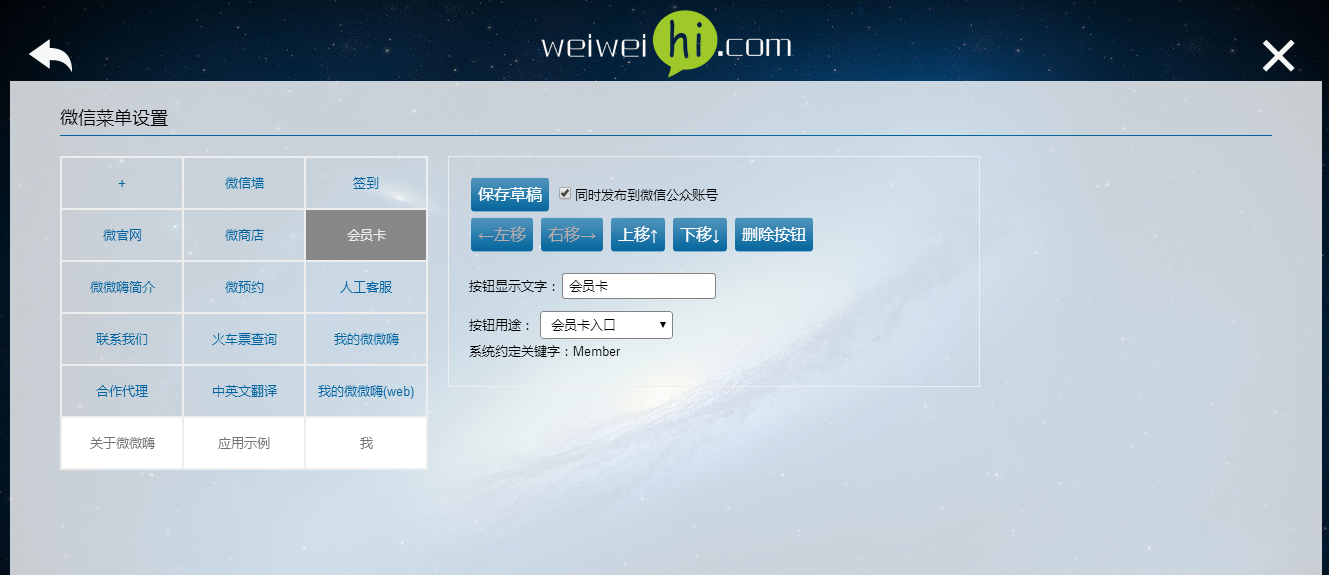 weiweihi.com
微信菜单设置
+ 微信墙 签到
微官网 微商店 会员卡
微微嗨简介 微预约 人工客服
联系我们 火车票查询 我的微微嗨
合作代理 中英文翻译 我的微微嗨(web)
关于微微嗨 应用示例 我
保存草稿 同时发布到微信公众账号
←左移 右移→ 上移↑ 下移↓ 删除按钮
按钮显示文字： 会员卡
按钮用途： 会员卡入口
系统约定关键字：Member